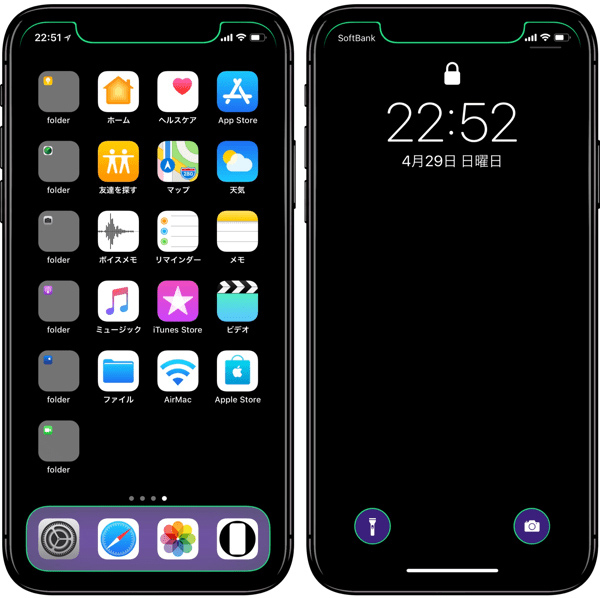 22:51
folder
ホーム
ヘルスケア
App Store
folder
友達を探す
マップ
280
天気
folder
ボイスメモ
リマインダー
メモ
folder
ミュージック
iTunes Store
ビデオ
folder
ファイル
AirMac
Apple Store
folder
SoftBank
22:52
4月29日 日曜日